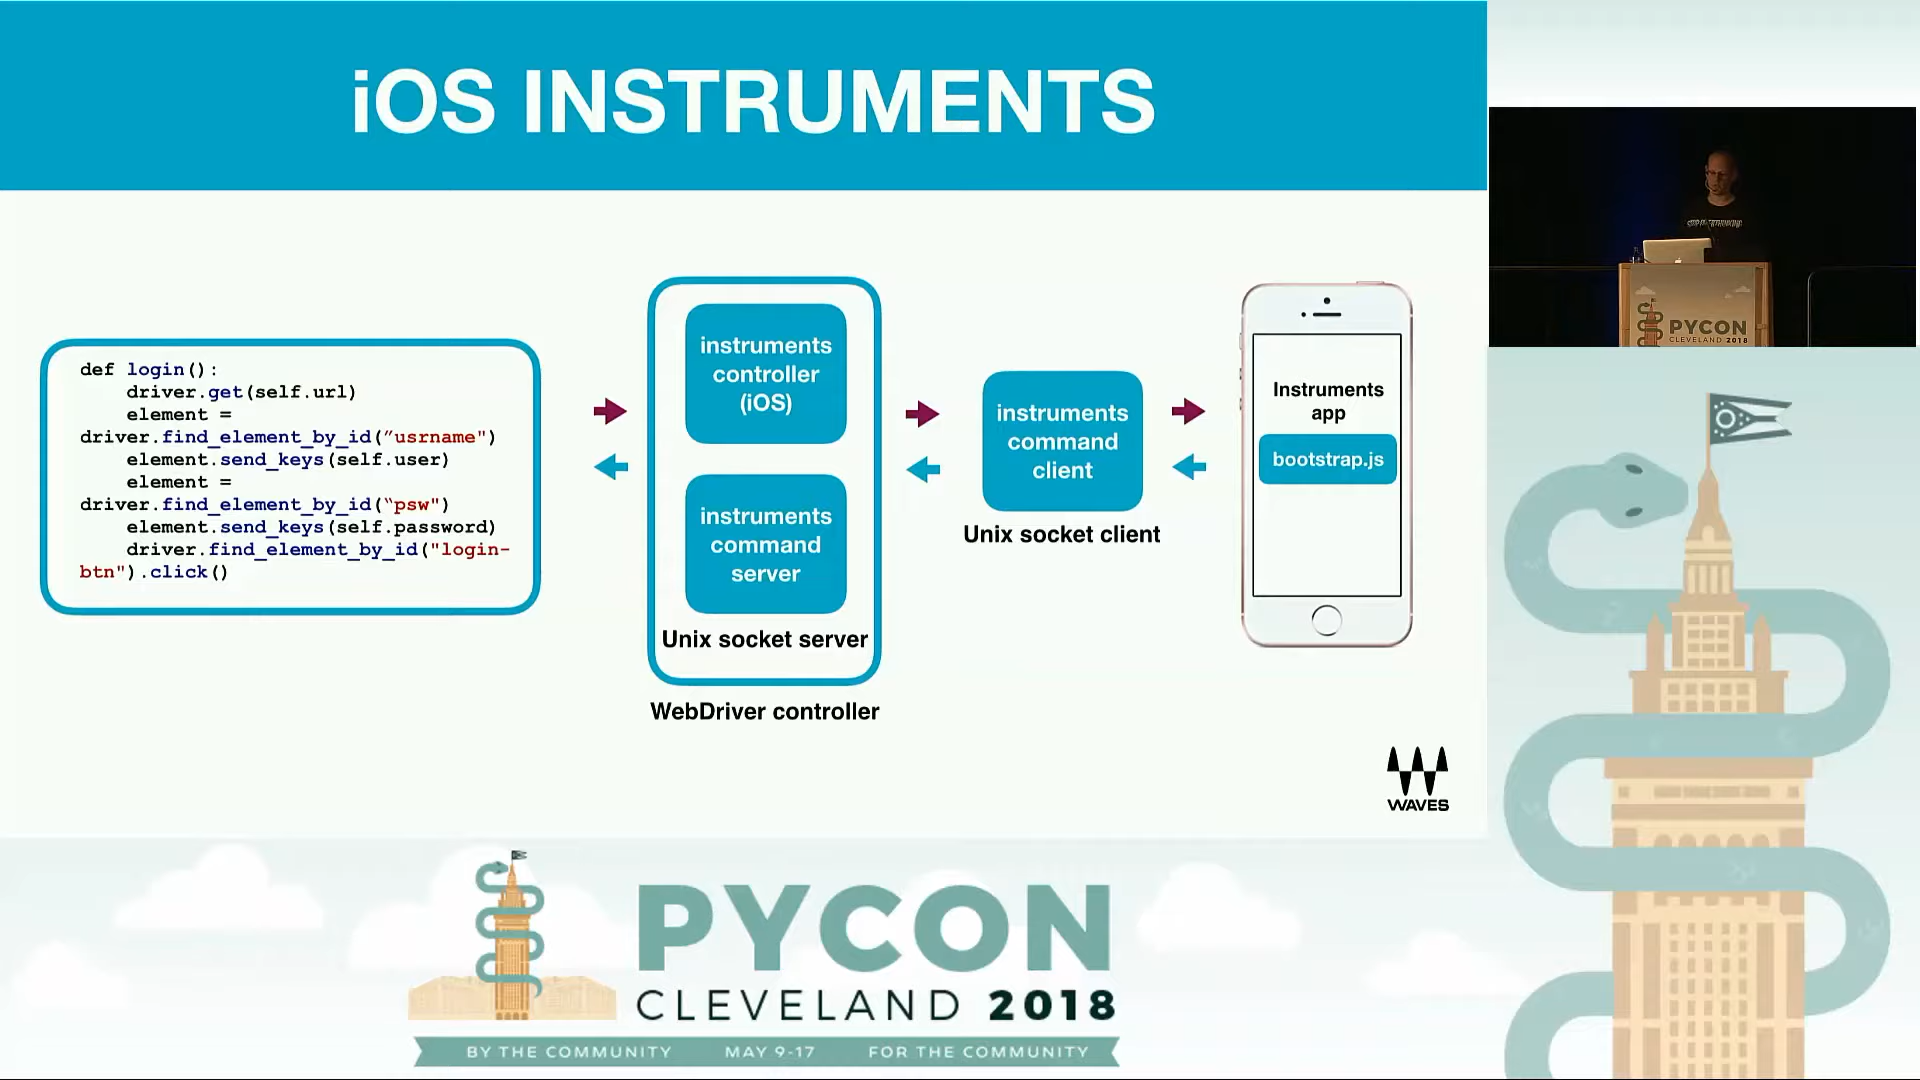 iOS INSTRUMENTS
def login():
driver.get(self.url)
element =
driver.find_element_by_id(”usrname")
element.send_keys(self.user)
element =
driver.find_element_by_id(“psw")
element.send_keys(self.password)
driver.find_element_by_id("login-
btn").click()
instruments
controller
(iOS)
instruments
command
server
Unix socket server
WebDriver controller
instruments
command
client
Unix socket client
Instruments
app
bootstrap.js
WAVES
PYCON
CLEVELAND 2018
PYCON
CLEVELAND 2018
BY THE COMMUNITY MAY 9-17 FOR THE COMMUNITY